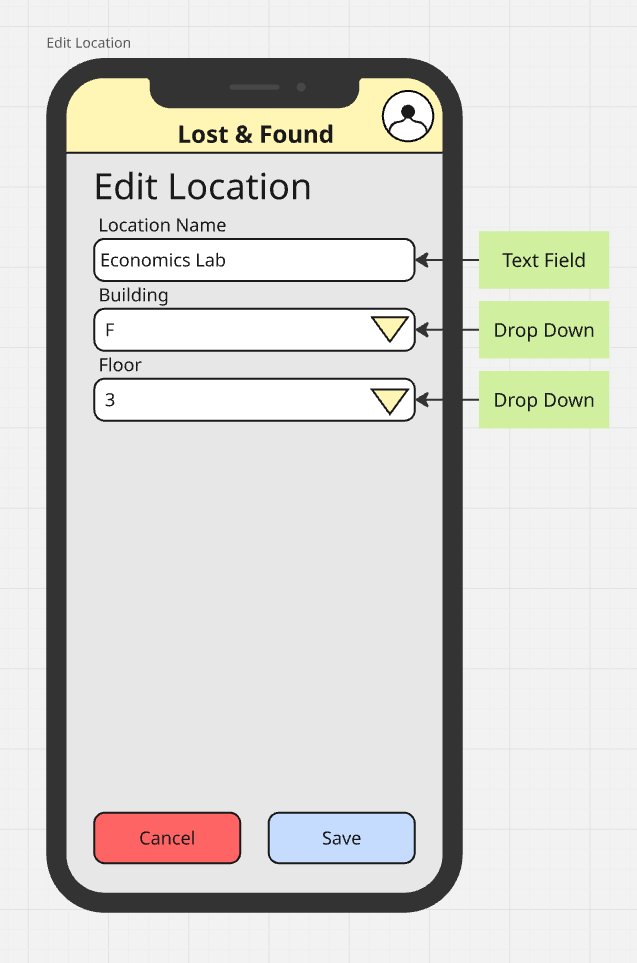 Edit Location
Lost & Found
Edit Location
Location Name
Economics Lab
Text Field
Building
F
Drop Down
Floor
3
Drop Down
Cancel
Save